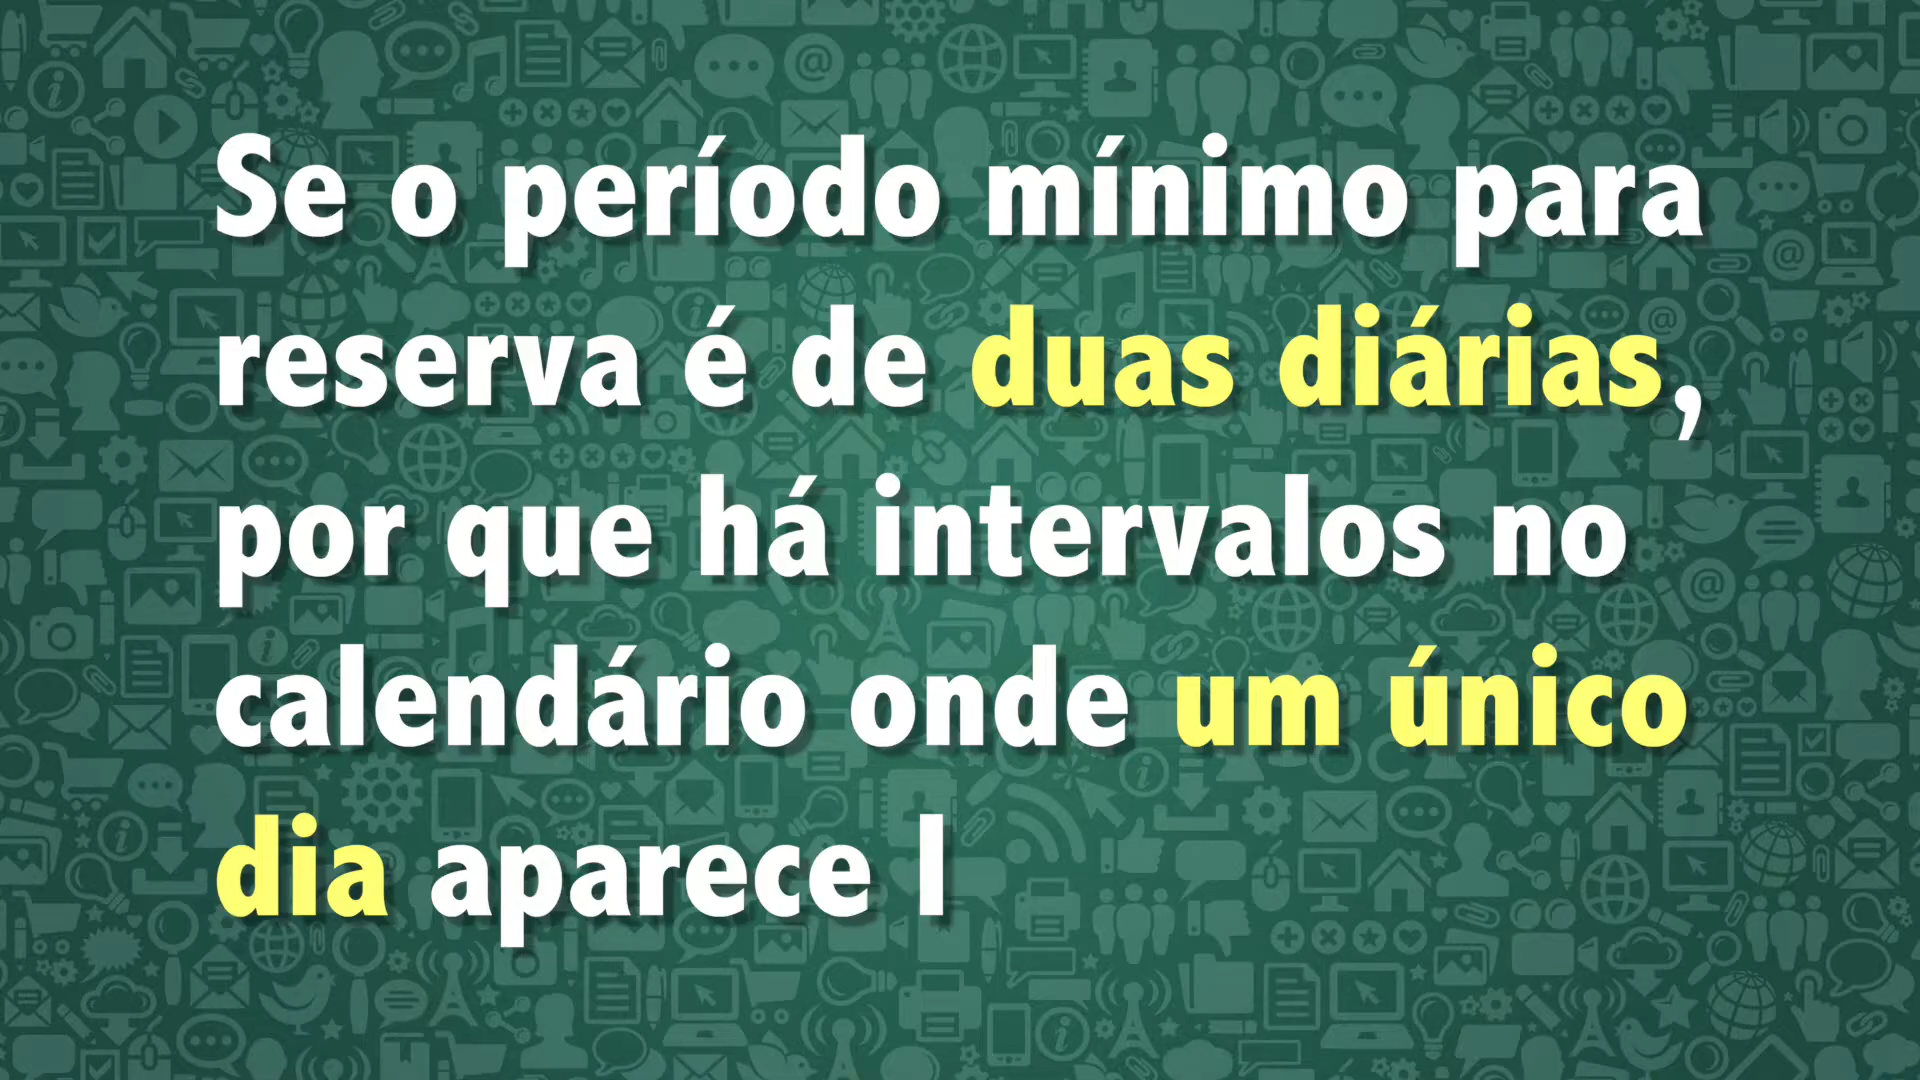 Se o período mínimo para
reserva é de duas diárias,
por que há intervalos no
calendário onde um único
dia aparece l